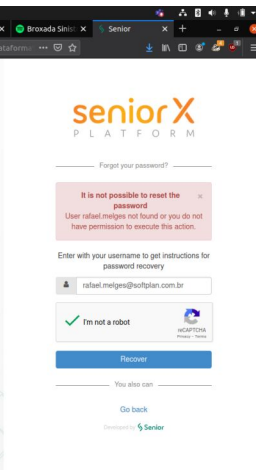 Broxada Sinist
Senior
seniorX
PLATFORM
Forgot your password?
It is not possible to reset the
password
User rafael.melges not found or you do not
have permission to execute this action.
Enter with your username to get instructions for
password recovery
rafael.melges@softplan.com.br
I'm not a robot
reCAPTCHA
Privacy - Terms
Recover
You also can
Go back
Developed by Senior